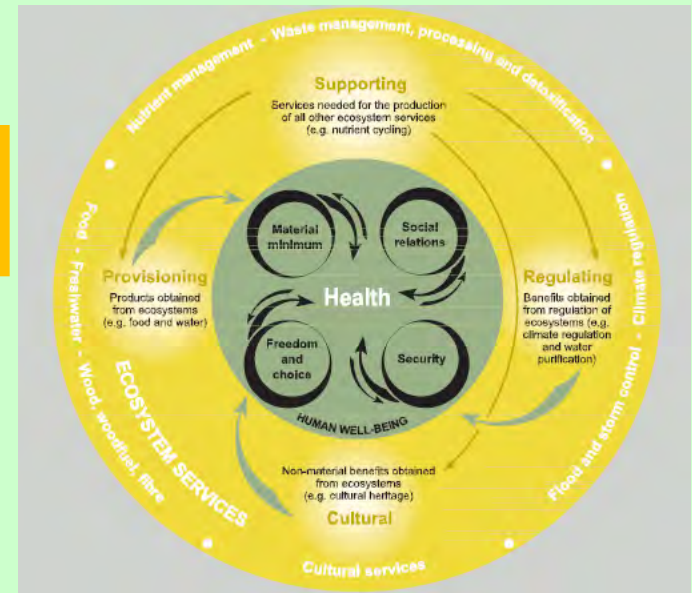 Nutrient management - Waste management, processing and detoxification
Supporting
Services needed for the production
of all other ecosystem services
(e.g. nutrient cycling)
Material
minimum
Social
relations
Food - Freshwater - Wood, woodfuel, fibre
Provisioning
Products obtained
from ecosystems
(e.g. food and water)
Health
Regulating
Benefits obtained
from regulation of
ecosystems (e.g.
climate regulation
and water
purification)
Flood and storm control - Climate regulation
Freedom
and
choice
Security
HUMAN WELL-BEING
ECOSYSTEM SERVICES
Non-material benefits obtained
from ecosystems
(e.g. cultural heritage)
Cultural
Cultural services